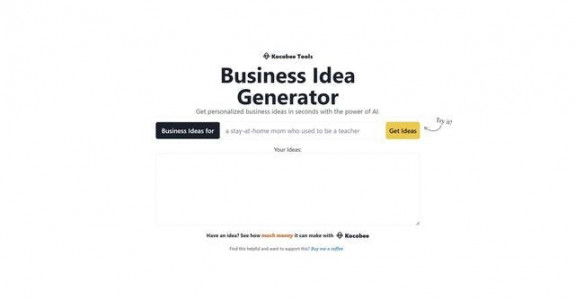 Kocoboo Tools
Business Idea
Generator
Get personalized business ideas in seconds with the power of AI.
Business Ideas for a stay-at-home mom who used to be a teacher Get Ideas Try it!
Your Ideas:
Have an idea? See how much money it can make with Kocoboo
Find this helpful and want to support this? Buy me a coffee